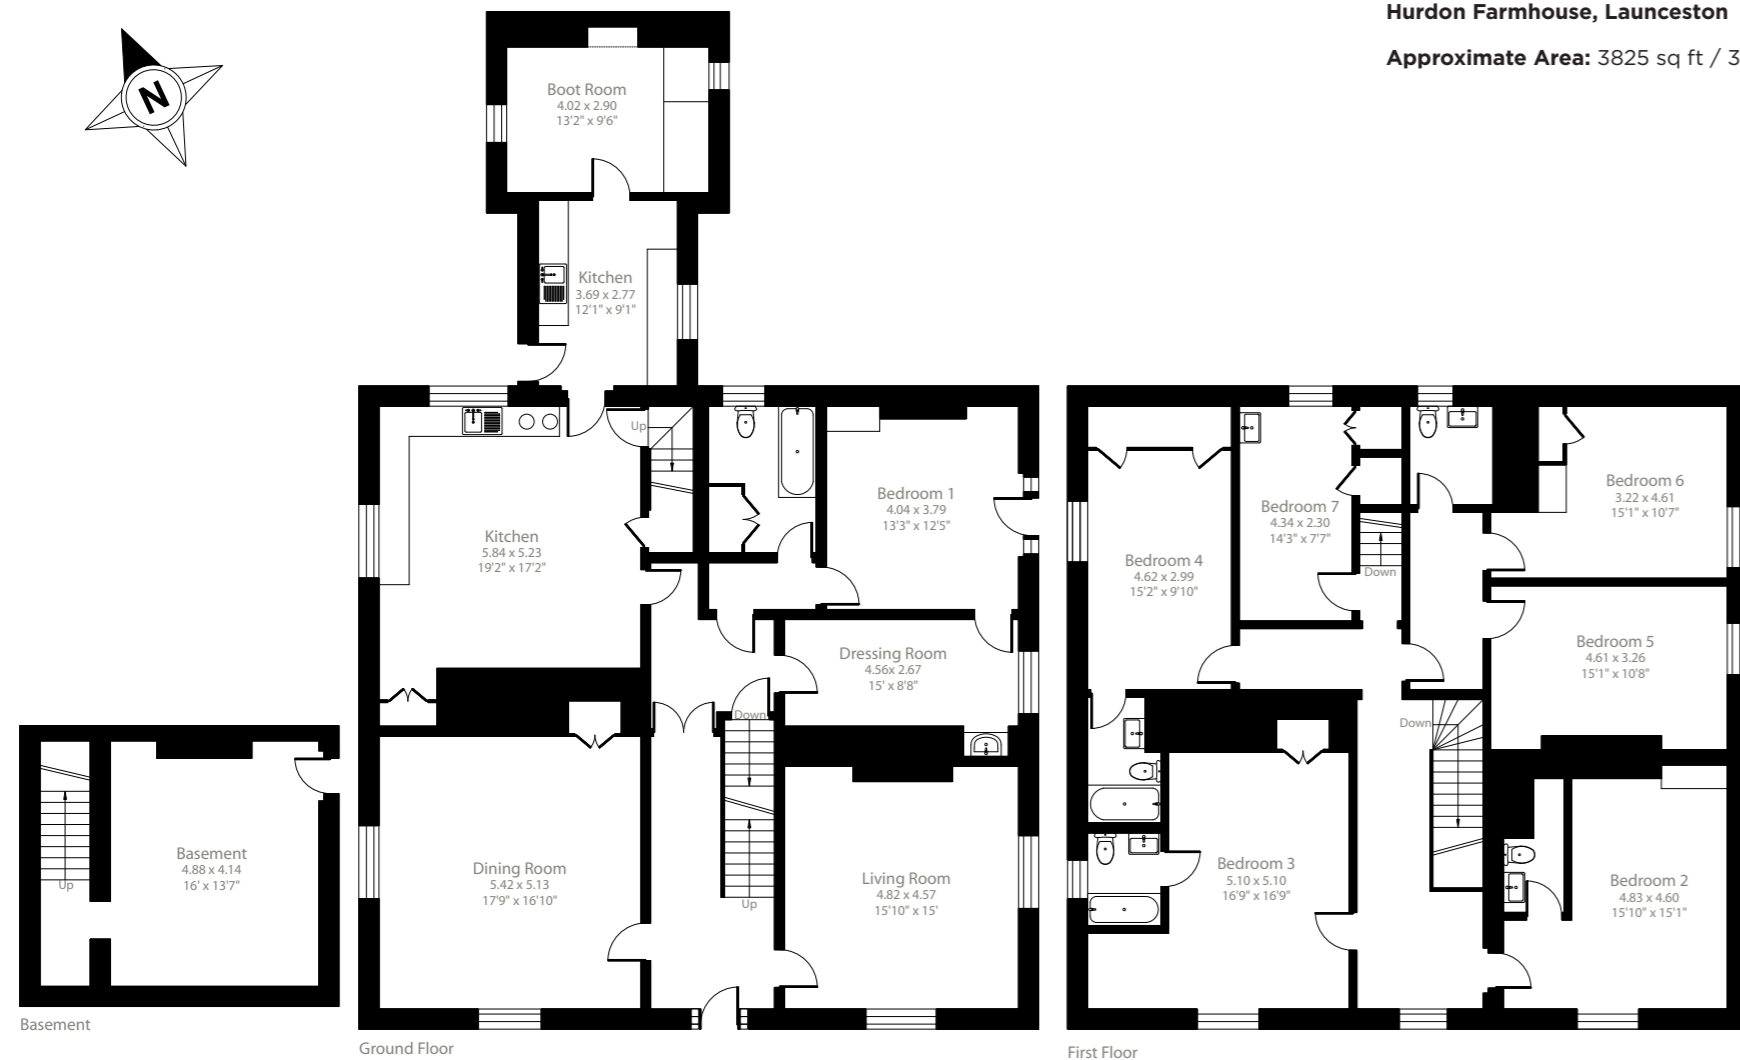 Hurdon Farmhouse, Launceston
Approximate Area: 3825 sq ft / 3
N
Boot Room
4.02 x 2.90
13'2" x 9'6"
Kitchen
3.69 x 2.77
12'1" x 9'1"
Up
Kitchen
5.84 x 5.23
19'2" x 17'2"
Bedroom 1
4.04 x 3.79
13'3" x 12'5"
Dressing Room
4.56x 2.67
15' x 8'8"
Down
Dining Room
5.42 x 5.13
17'9" x 16'10"
Living Room
4.82 x 4.57
15'10" x 15'
Up
Ground Floor
Basement
4.88 x 4.14
16' x 13'7"
Up
Basement
Bedroom 6
3.22 x 4.61
15'1" x 10'7"
Bedroom 7
4.34 x 2.30
14'3" x 7'7"
Bedroom 4
4.62 x 2.99
15'2" x 9'10"
Down
Bedroom 5
4.61 x 3.26
15'1" x 10'8"
Down
Bedroom 3
5.10 x 5.10
16'9" x 16'9"
Bedroom 2
4.83 x 4.60
15'10" x 15'1"
First Floor